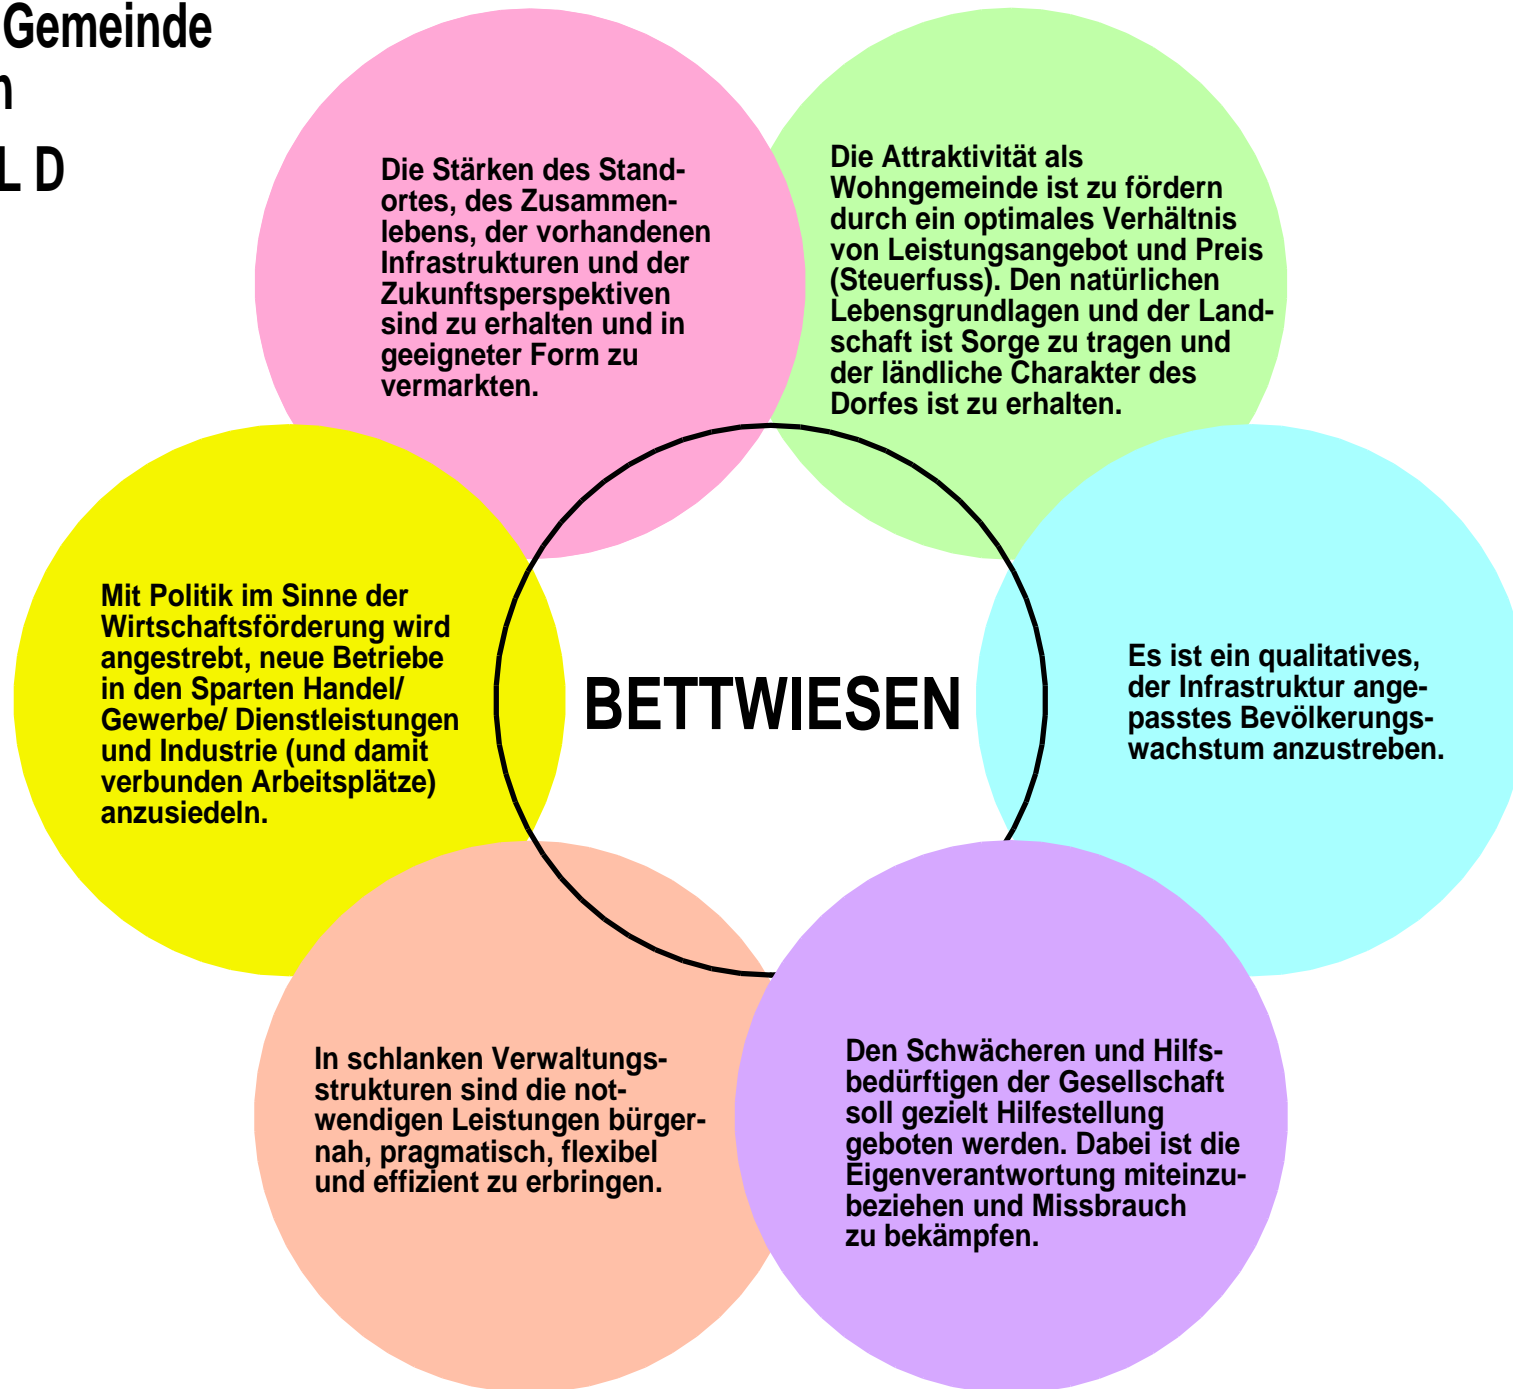 Gemeinde
n
L D
Die Stärken des Stand-
ortes, des Zusammen-
lebens, der vorhandenen
Infrastrukturen und der
Zukunftsperspektiven
sind zu erhalten und in
geeigneter Form zu
vermarkten.
Die Attraktivität als
Wohngemeinde ist zu fördern
durch ein optimales Verhältnis
von Leistungsangebot und Preis
(Steuerfuss). Den natürlichen
Lebensgrundlagen und der Land-
schaft ist Sorge zu tragen und
der ländliche Charakter des
Dorfes ist zu erhalten.
Mit Politik im Sinne der
Wirtschaftsförderung wird
angestrebt, neue Betriebe
in den Sparten Handel/
Gewerbe/ Dienstleistungen
und Industrie (und damit
verbunden Arbeitsplätze)
anzusiedeln.
BETTWIESEN
Es ist ein qualitatives,
der Infrastruktur ange-
passtes Bevölkerungs-
wachstum anzustreben.
In schlanken Verwaltungs-
strukturen sind die not-
wendigen Leistungen bürger-
nah, pragmatisch, flexibel
und effizient zu erbringen.
Den Schwächeren und Hilfs-
bedürftigen der Gesellschaft
soll gezielt Hilfestellung
geboten werden. Dabei ist die
Eigenverantwortung miteinzu-
beziehen und Missbrauch
zu bekämpfen.